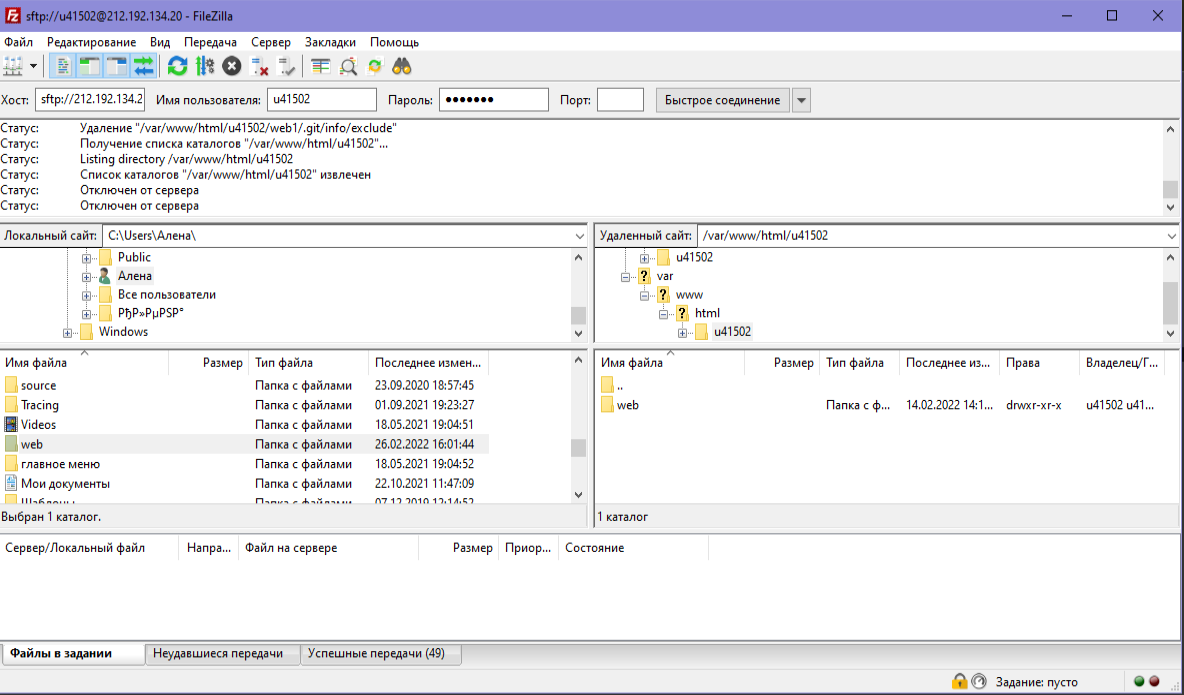 sftp://u41502@212.192.134.20 - FileZilla
Файл Редактирование Вид Передача Сервер Закладки Помощь
Хост: sftp://212.192.134.2 Имя пользователя: u41502 Пароль: ●●●●●●● Порт: Быстрое соединение
Статус: Удаление "/var/www/html/u41502/web1/.git/info/exclude"
Статус: Получение списка каталогов "/var/www/html/u41502"...
Статус: Listing directory /var/www/html/u41502
Статус: Список каталогов "/var/www/html/u41502" извлечен
Статус: Отключен от сервера
Статус: Отключен от сервера
Локальный сайт: C:\Users\Алена\
Public
Алена
Все пользователи
РђР»РµРЅР°
Windows
Удаленный сайт: /var/www/html/u41502
u41502
var
www
html
u41502
Имя файла Размер Тип файла Последнее измен...
source Папка с файлами 23.09.2020 18:57:45
Tracing Папка с файлами 01.09.2021 19:23:27
Videos Папка с файлами 18.05.2021 19:04:51
web Папка с файлами 26.02.2022 16:01:44
главное меню Папка с файлами 18.05.2021 19:04:52
Мои документы Папка с файлами 22.10.2021 11:47:09
Шаблоны Папка с файлами 07.12.2019 12:14:52
Выбран 1 каталог.
Имя файла Размер Тип файла Последнее из... Права Владелец/Г...
..
web Папка с ф... 14.02.2022 14:1... drwxr-xr-x u41502 u41...
1 каталог
Сервер/Локальный файл Напра... Файл на сервере Размер Приор... Состояние
Файлы в задании Неудавшиеся передачи Успешные передачи (49)
Задание: пусто